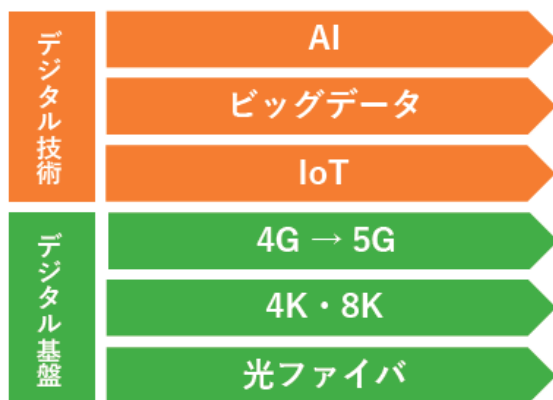 デジタル技術
AI
ビッグデータ
IoT
デジタル基盤
4G → 5G
4K・8K
光ファイバ